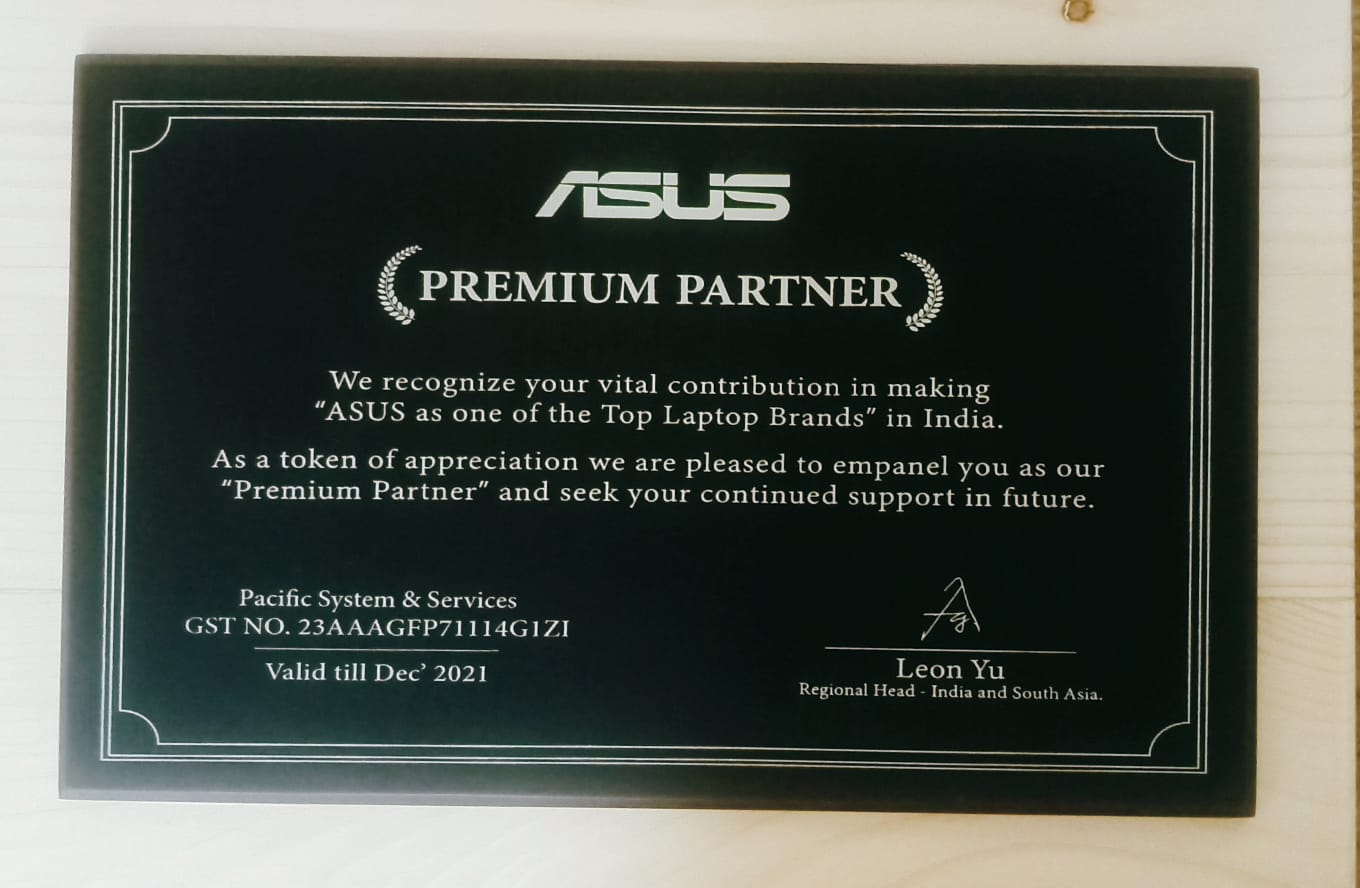 ASUS
PREMIUM PARTNER
We recognize your vital contribution in making
“ASUS as one of the Top Laptop Brands” in India.
As a token of appreciation we are pleased to empanel you as our
“Premium Partner” and seek your continued support in future.
Pacific System & Services
GST NO. 23AAAGFP71114G1ZI
Valid till Dec’ 2021
Leon Yu
Regional Head - India and South Asia.